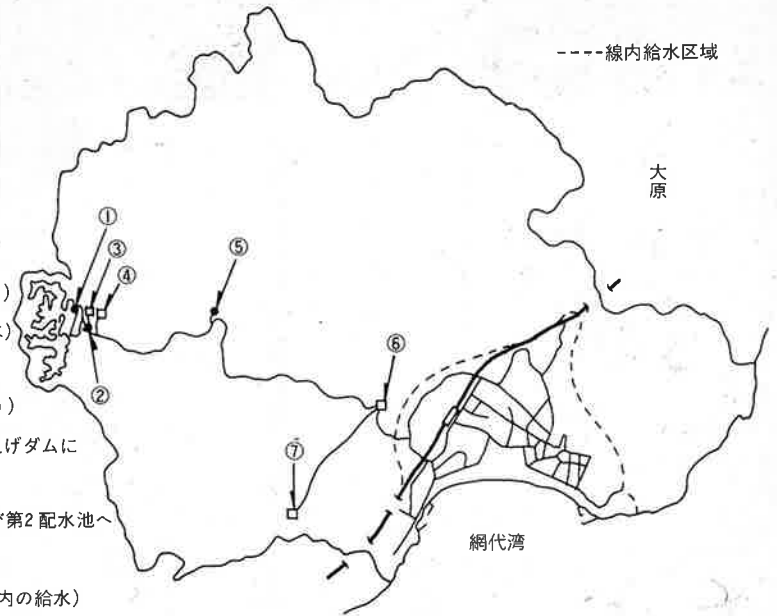 ----線内給水区域
大原
①
③
④
⑤
)
)
②
⑥
)
げダムに
⑦
第2配水池へ
網代湾
内の給水)